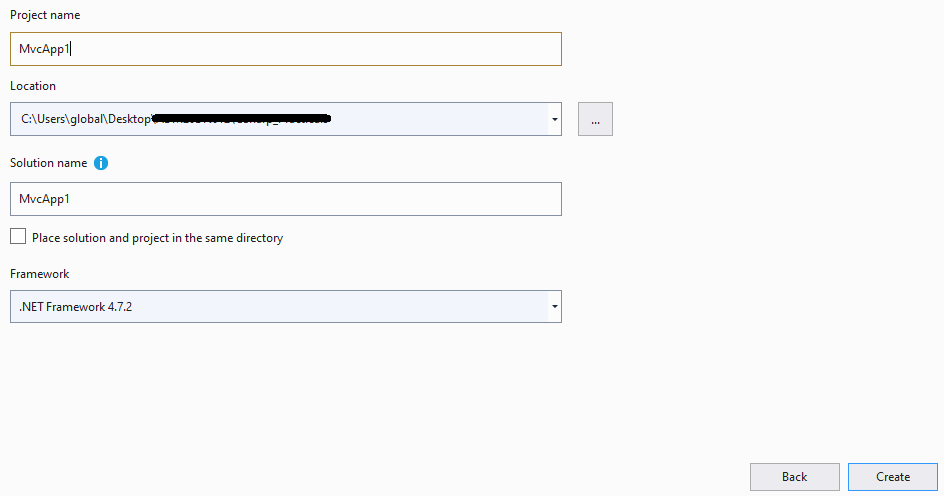 Project name
MvcApp1
Location
C:\Users\global\Desktop\
...
Solution name
MvcApp1
Place solution and project in the same directory
Framework
.NET Framework 4.7.2
Back Create